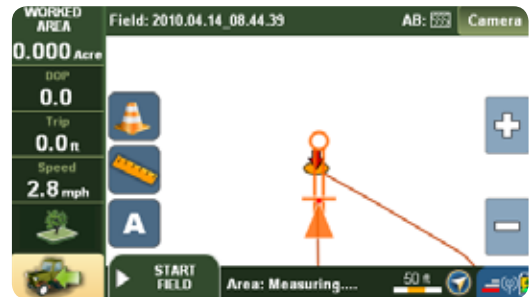 WORKED
AREA
0.000 Acre
DOP
0.0
Trip
0.0 ft
Speed
2.8 mph
Field: 2010.04.14_08.44.39
AB:
Camera
A
START
FIELD
Area: Measuring....
50 ft